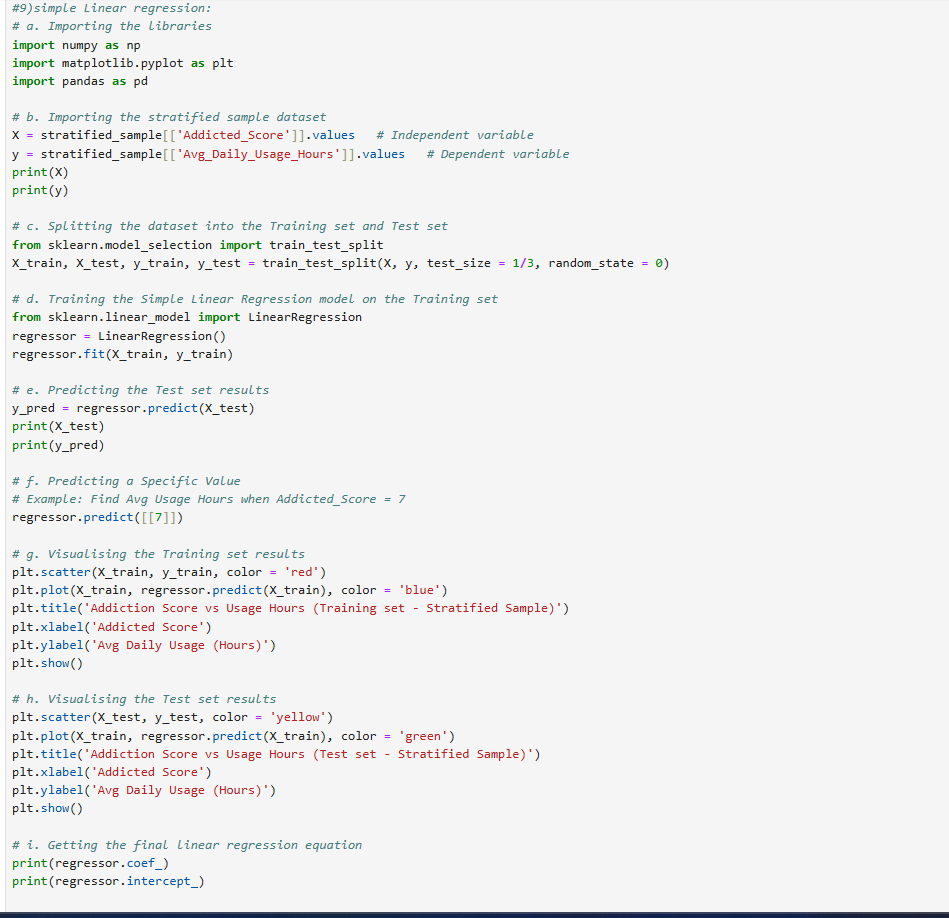 #9)simple Linear regression:
# a. Importing the libraries
import numpy as np
import matplotlib.pyplot as plt
import pandas as pd
# b. Importing the stratified sample dataset
X = stratified_sample[['Addicted_Score']].values   # Independent variable
y = stratified_sample[['Avg_Daily_Usage_Hours']].values   # Dependent variable
print(X)
print(y)
# c. Splitting the dataset into the Training set and Test set
from sklearn.model_selection import train_test_split
X_train, X_test, y_train, y_test = train_test_split(X, y, test_size = 1/3, random_state = 0)
# d. Training the Simple Linear Regression model on the Training set
from sklearn.linear_model import LinearRegression
regressor = LinearRegression()
regressor.fit(X_train, y_train)
# e. Predicting the Test set results
y_pred = regressor.predict(X_test)
print(X_test)
print(y_pred)
# f. Predicting a Specific Value
# Example: Find Avg Usage Hours when Addicted_Score = 7
regressor.predict([[7]])
# g. Visualising the Training set results
plt.scatter(X_train, y_train, color = 'red')
plt.plot(X_train, regressor.predict(X_train), color = 'blue')
plt.title('Addiction Score vs Usage Hours (Training set - Stratified Sample)')
plt.xlabel('Addicted Score')
plt.ylabel('Avg Daily Usage (Hours)')
plt.show()
# h. Visualising the Test set results
plt.scatter(X_test, y_test, color = 'yellow')
plt.plot(X_train, regressor.predict(X_train), color = 'green')
plt.title('Addiction Score vs Usage Hours (Test set - Stratified Sample)')
plt.xlabel('Addicted Score')
plt.ylabel('Avg Daily Usage (Hours)')
plt.show()
# i. Getting the final linear regression equation
print(regressor.coef_)
print(regressor.intercept_)